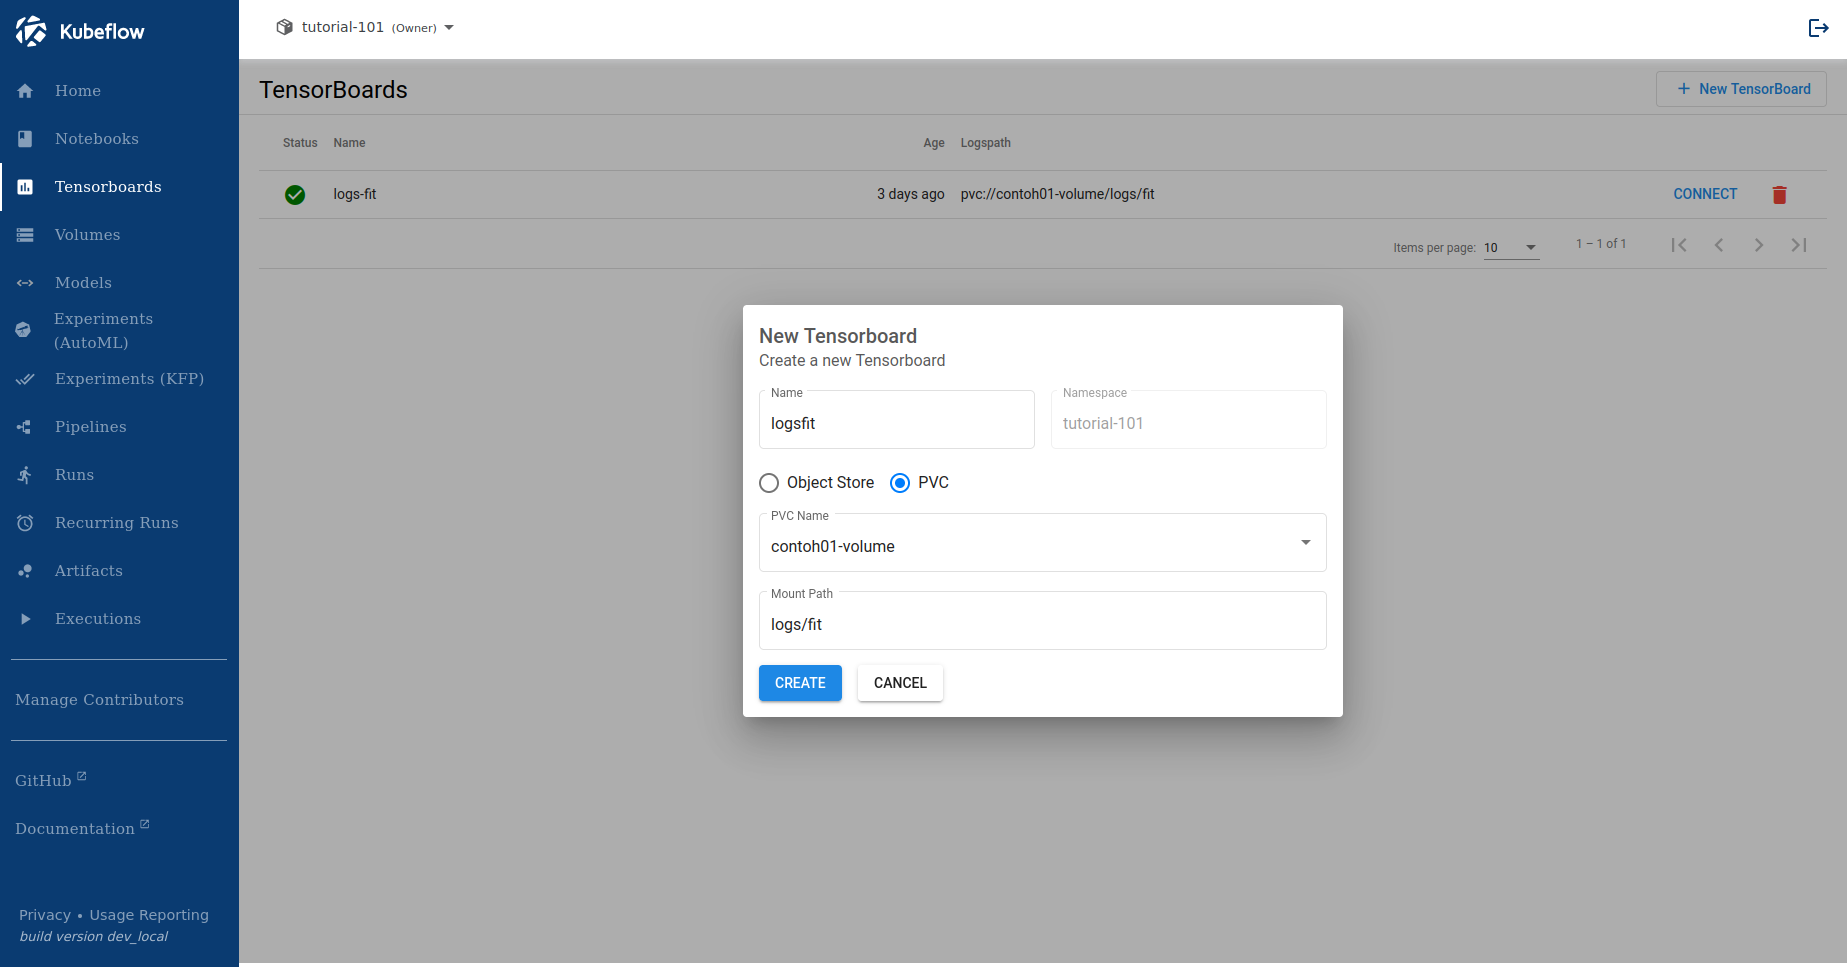 Kubeflow
tutorial-101 (Owner)
Home
Notebooks
Tensorboards
Volumes
Models
Experiments
(AutoML)
Experiments (KFP)
Pipelines
Runs
Recurring Runs
Artifacts
Executions
Manage Contributors
GitHub
Documentation
Privacy • Usage Reporting
build version dev_local
TensorBoards
New TensorBoard
Status Name Age Logspath
logs-fit 3 days ago pvc://contoh01-volume/logs/fit CONNECT
Items per page: 10 1 – 1 of 1
New Tensorboard
Create a new Tensorboard
Name Namespace
logsfit tutorial-101
Object Store PVC
PVC Name
contoh01-volume
Mount Path
logs/fit
CREATE CANCEL